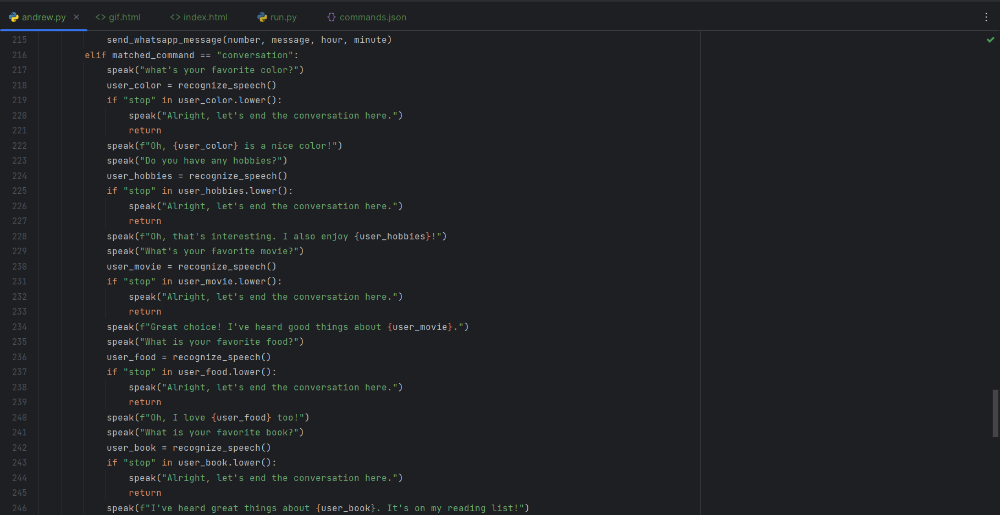 andrew.py gif.html index.html run.py commands.json
215 send_whatsapp_message(number, message, hour, minute)
216 elif matched_command == "conversation":
217 speak("what's your favorite color?")
218 user_color = recognize_speech()
219 if "stop" in user_color.lower():
220 speak("Alright, let's end the conversation here.")
221 return
222 speak(f"Oh, {user_color} is a nice color!")
223 speak("Do you have any hobbies?")
224 user_hobbies = recognize_speech()
225 if "stop" in user_hobbies.lower():
226 speak("Alright, let's end the conversation here.")
227 return
228 speak(f"Oh, that's interesting. I also enjoy {user_hobbies}!")
229 speak("What's your favorite movie?")
230 user_movie = recognize_speech()
231 if "stop" in user_movie.lower():
232 speak("Alright, let's end the conversation here.")
233 return
234 speak(f"Great choice! I've heard good things about {user_movie}.")
235 speak("What is your favorite food?")
236 user_food = recognize_speech()
237 if "stop" in user_food.lower():
238 speak("Alright, let's end the conversation here.")
239 return
240 speak(f"Oh, I love {user_food} too!")
241 speak("What is your favorite book?")
242 user_book = recognize_speech()
243 if "stop" in user_book.lower():
244 speak("Alright, let's end the conversation here.")
245 return
246 speak(f"I've heard great things about {user_book}. It's on my reading list!")